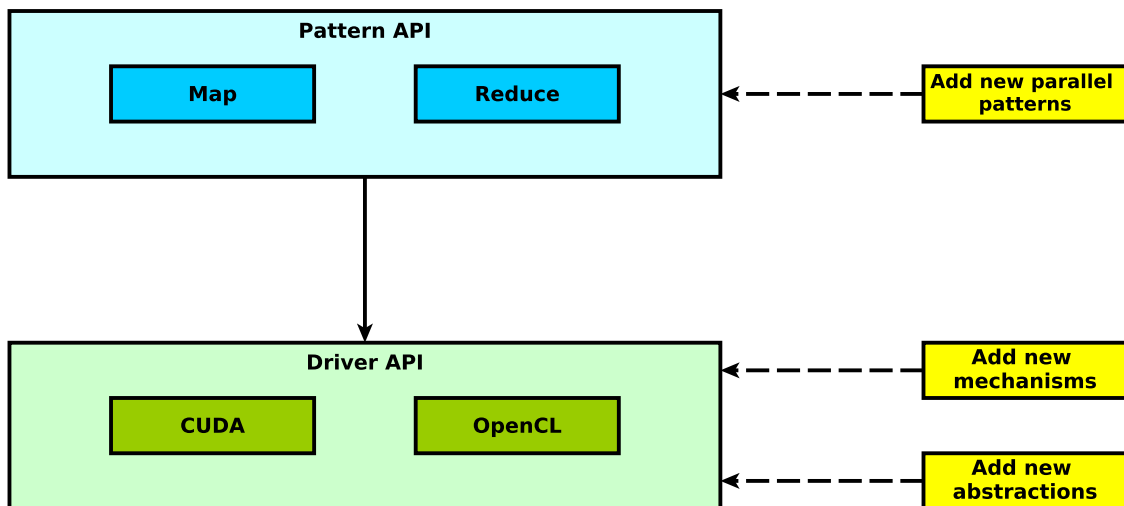 Pattern API
Map
Reduce
Add new parallel
patterns
Driver API
CUDA
OpenCL
Add new
mechanisms
Add new
abstractions